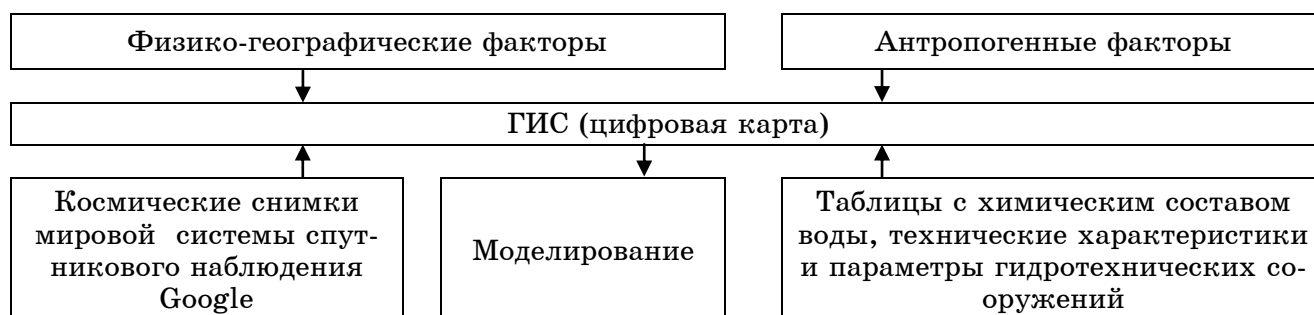 Физико-географические факторы
Антропогенные факторы
ГИС (цифровая карта)
Космические снимки
мировой системы спут-
никового наблюдения
Google
Моделирование
Таблицы с химическим составом
воды, технические характеристики
и параметры гидротехнических со-
оружений